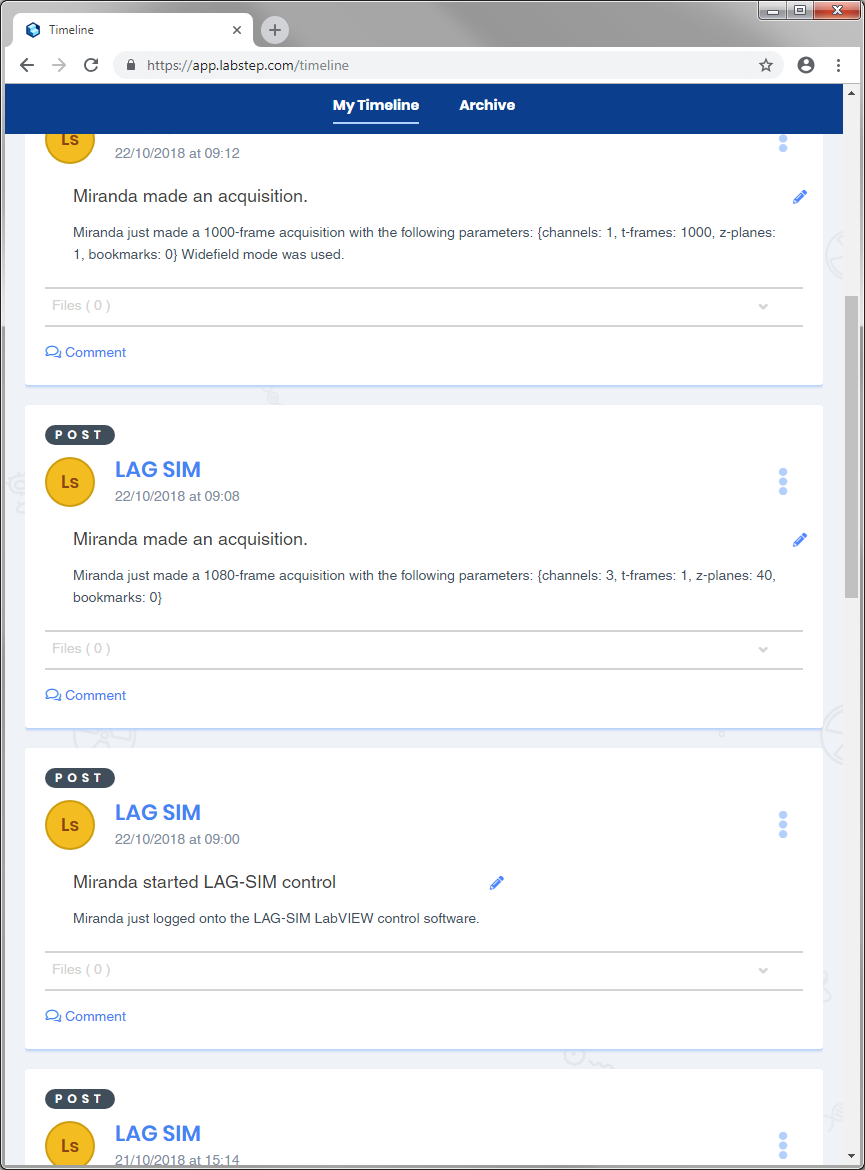 Timeline
https://app.labstep.com/timeline
My Timeline Archive
Ls
22/10/2018 at 09:12
Miranda made an acquisition.
Miranda just made a 1000-frame acquisition with the following parameters: {channels: 1, t-frames: 1000, z-planes:
1, bookmarks: 0} Widefield mode was used.
Files ( 0 )
Comment
POST
Ls
LAG SIM
22/10/2018 at 09:08
Miranda made an acquisition.
Miranda just made a 1080-frame acquisition with the following parameters: {channels: 3, t-frames: 1, z-planes: 40,
bookmarks: 0}
Files ( 0 )
Comment
POST
Ls
LAG SIM
22/10/2018 at 09:00
Miranda started LAG-SIM control
Miranda just logged onto the LAG-SIM LabVIEW control software.
Files ( 0 )
Comment
POST
Ls
LAG SIM
21/10/2018 at 15:14